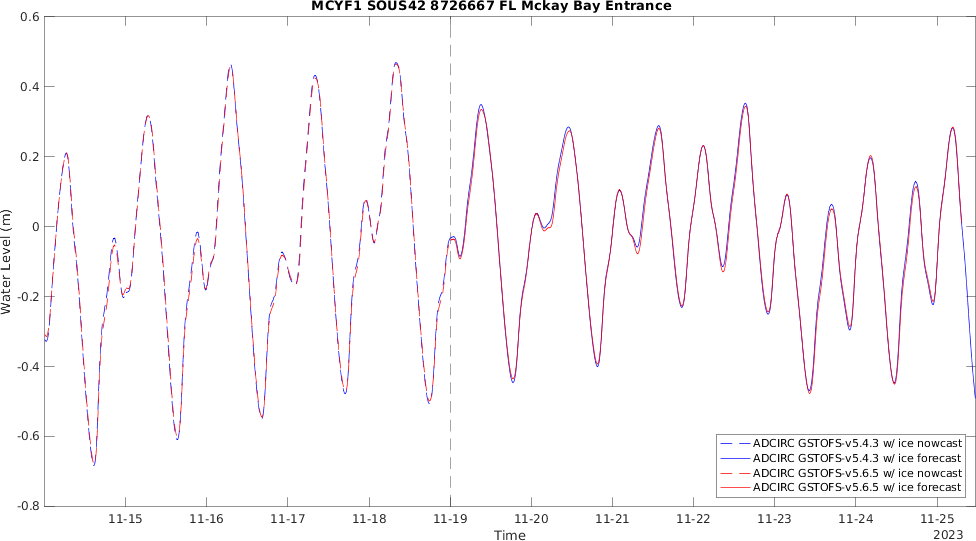 MCYF1 SOUS42 8726667 FL Mckay Bay Entrance
0.6
0.4
0.2
0
-0.2
-0.4
-0.6
-0.8
Water Level (m)
11-15 11-16 11-17 11-18 11-19 11-20 11-21 11-22 11-23 11-24 11-25
Time
2023
ADCIRC GSTOFS-v5.4.3 w/ ice nowcast
ADCIRC GSTOFS-v5.4.3 w/ ice forecast
ADCIRC GSTOFS-v5.6.5 w/ ice nowcast
ADCIRC GSTOFS-v5.6.5 w/ ice forecast